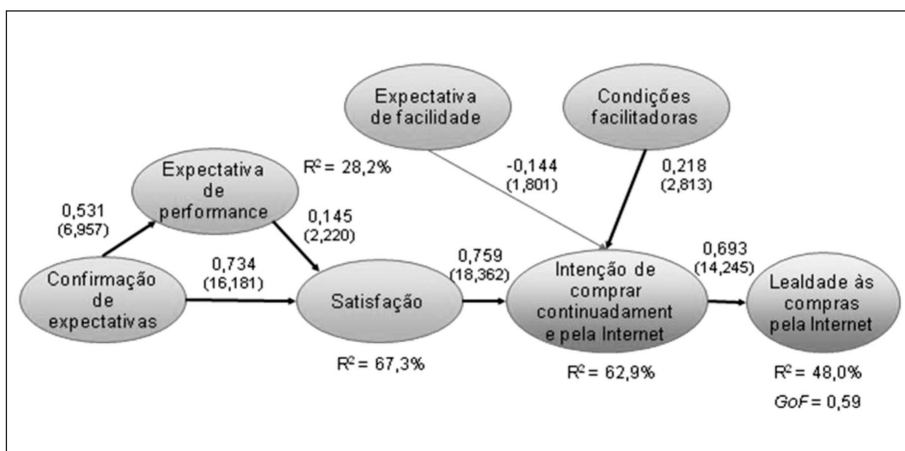 Expectativa
de facilidade
Condições
facilitadoras
Expectativa
de
performance
R² = 28,2%
-0,144
(1,801)
0,218
(2,813)
0,531
(6,957)
0,145
(2,220)
Confirmação
de
expectativas
0,734
(16,181)
Satisfação
R² = 67,3%
0,759
(18,362)
Intenção de
comprar
continuadament
e pela Internet
R² = 62,9%
0,693
(14,245)
Lealdade às
compras
pela Internet
R² = 48,0%
GoF = 0,59